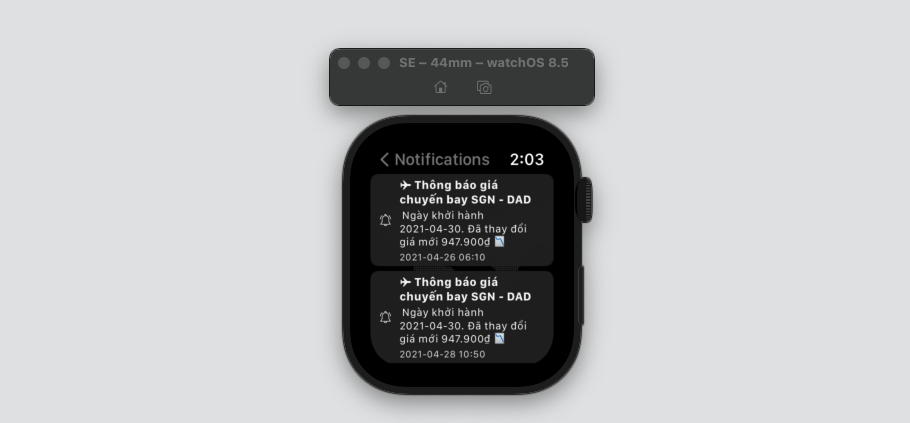 SE – 44mm – watchOS 8.5
Notifications 2:03
✈ Thông báo giá
chuyến bay SGN - DAD
Ngày khởi hành
2021-04-30. Đã thay đổi
giá mới 947.900₫ 📉
2021-04-26 06:10
✈ Thông báo giá
chuyến bay SGN - DAD
Ngày khởi hành
2021-04-30. Đã thay đổi
giá mới 947.900₫ 📉
2021-04-28 10:50